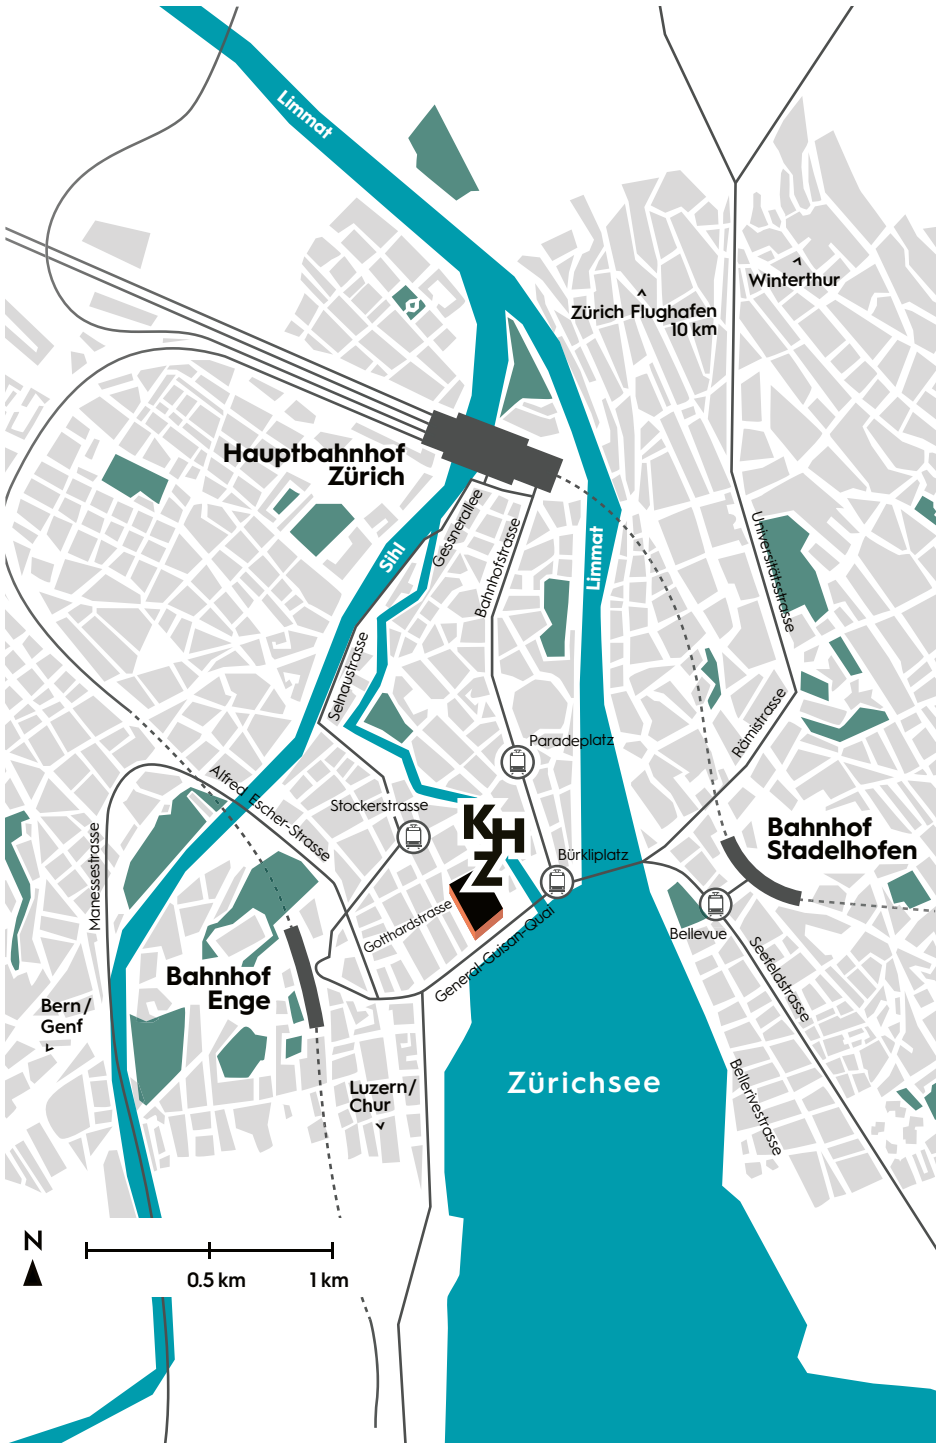 Limmat
Winterthur
Zürich Flughafen
10 km
Hauptbahnhof
Zürich
Gessnerallee
Bahnhofstrasse
Sihl
Limmat
Universitätsstrasse
Selnaustrasse
Rämistrasse
Paradeplatz
Alfred Escher-Strasse
Stockerstrasse
KH
Z
Manessestrasse
Bürkliplatz
Bahnhof
Stadelhofen
Gotthardstrasse
General-Guisan-Quai
Bellevue
Seefeldstrasse
Bahnhof
Enge
Bern/
Genf
Luzern/
Chur
Zürichsee
Bellerivestrasse
N
0.5 km
1 km